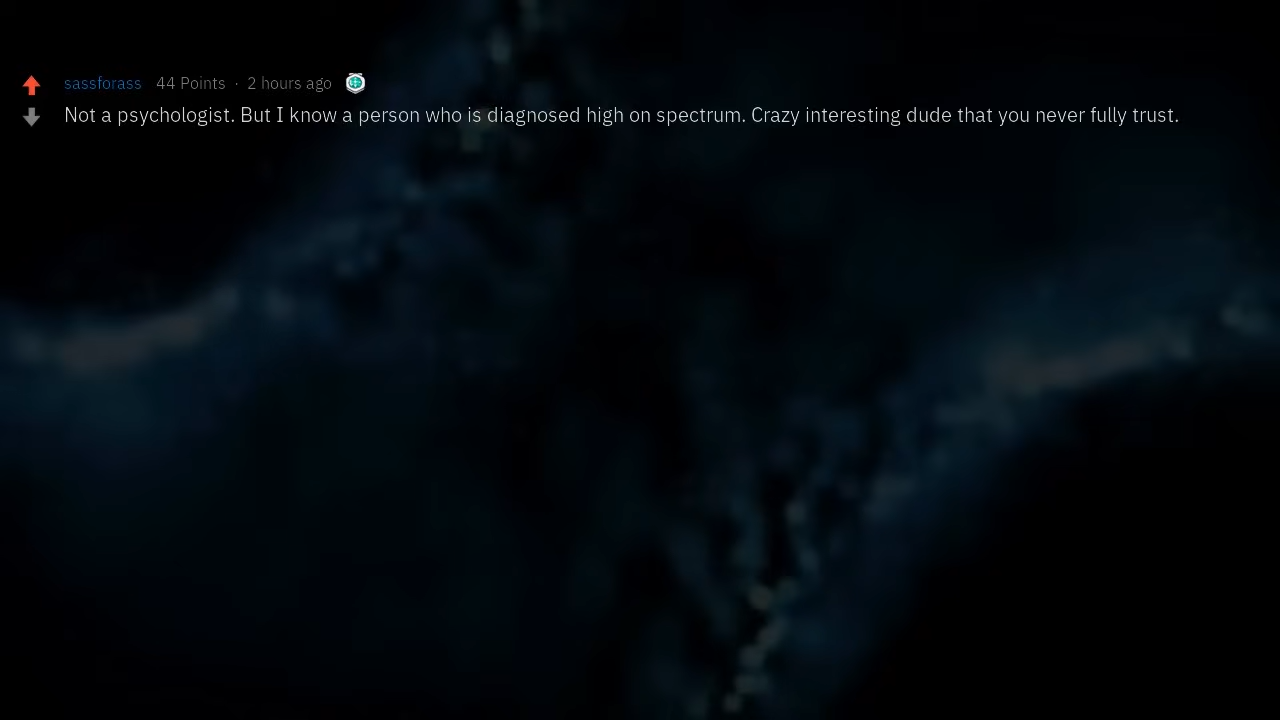 sassforass 44 Points · 2 hours ago
Not a psychologist. But I know a person who is diagnosed high on spectrum. Crazy interesting dude that you never fully trust.